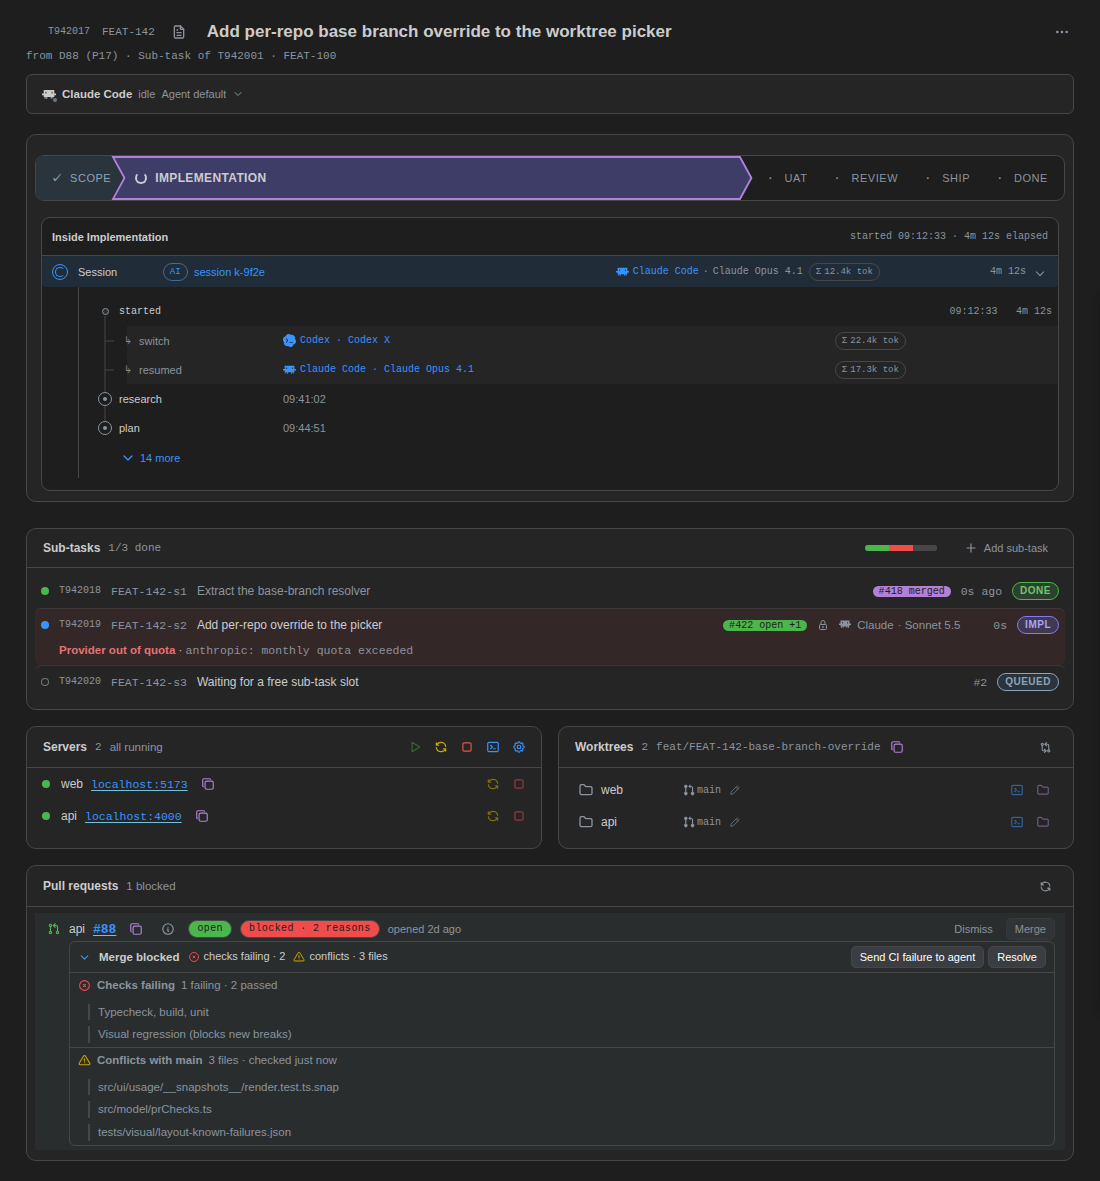 T942017 FEAT-142 Add per-repo base branch override to the worktree picker
from D88 (P17) · Sub-task of T942001 · FEAT-100
Claude Code idle Agent default
SCOPE IMPLEMENTATION · UAT · REVIEW · SHIP · DONE
Inside Implementation started 09:12:33 · 4m 12s elapsed
Session AI session k-9f2e Claude Code · Claude Opus 4.1 Σ 12.4k tok 4m 12s
started 09:12:33 4m 12s
↳ switch Codex · Codex X Σ 22.4k tok
↳ resumed Claude Code · Claude Opus 4.1 Σ 17.3k tok
research 09:41:02
plan 09:44:51
14 more
Sub-tasks 1/3 done Add sub-task
T942018 FEAT-142-s1 Extract the base-branch resolver #418 merged 0s ago DONE
T942019 FEAT-142-s2 Add per-repo override to the picker #422 open +1 Claude · Sonnet 5.5 0s IMPL
Provider out of quota · anthropic: monthly quota exceeded
T942020 FEAT-142-s3 Waiting for a free sub-task slot #2 QUEUED
Servers 2 all running
web localhost:5173
api localhost:4000
Worktrees 2 feat/FEAT-142-base-branch-override
web main
api main
Pull requests 1 blocked
api #88 open blocked · 2 reasons opened 2d ago Dismiss Merge
Merge blocked checks failing · 2 conflicts · 3 files Send CI failure to agent Resolve
Checks failing 1 failing · 2 passed
Typecheck, build, unit
Visual regression (blocks new breaks)
Conflicts with main 3 files · checked just now
src/ui/usage/__snapshots__/render.test.ts.snap
src/model/prChecks.ts
tests/visual/layout-known-failures.json